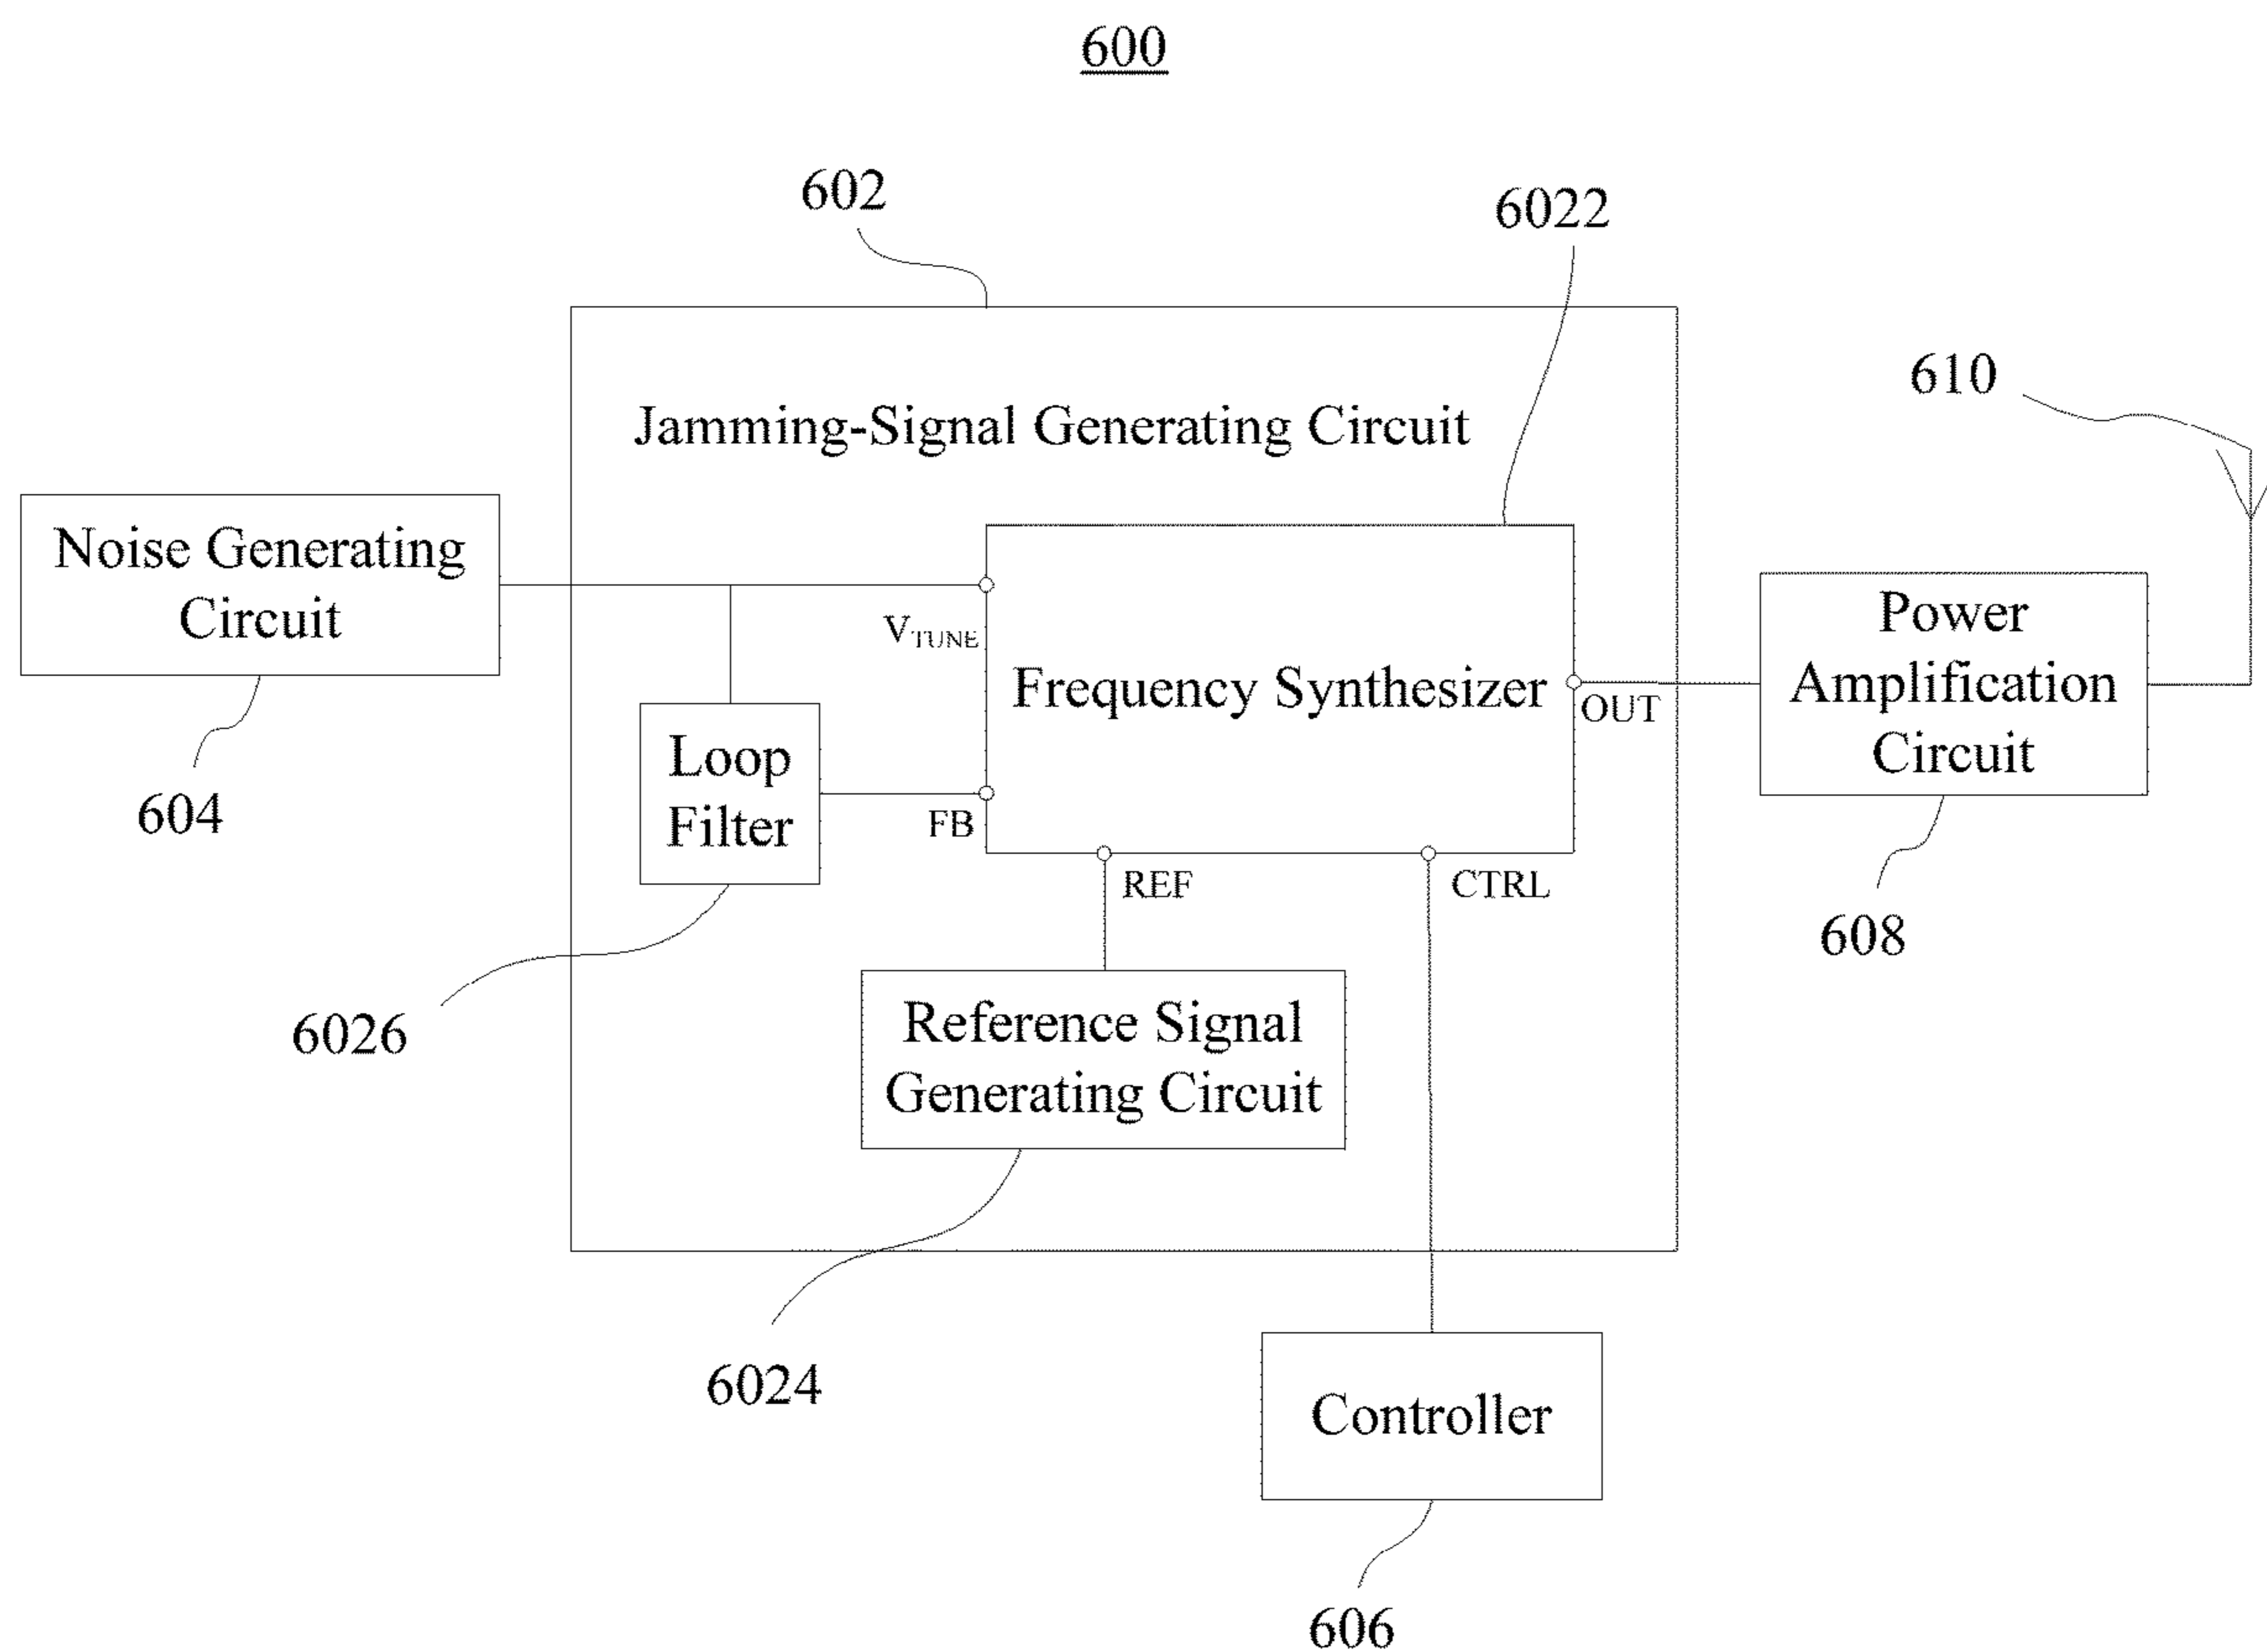 600
602
6022
610
Jamming-Signal Generating Circuit
Noise Generating
Circuit
604
VTUNE
Frequency Synthesizer
OUT
Power
Amplification
Circuit
608
Loop
Filter
FB
6026
REF
CTRL
Reference Signal
Generating Circuit
6024
Controller
606